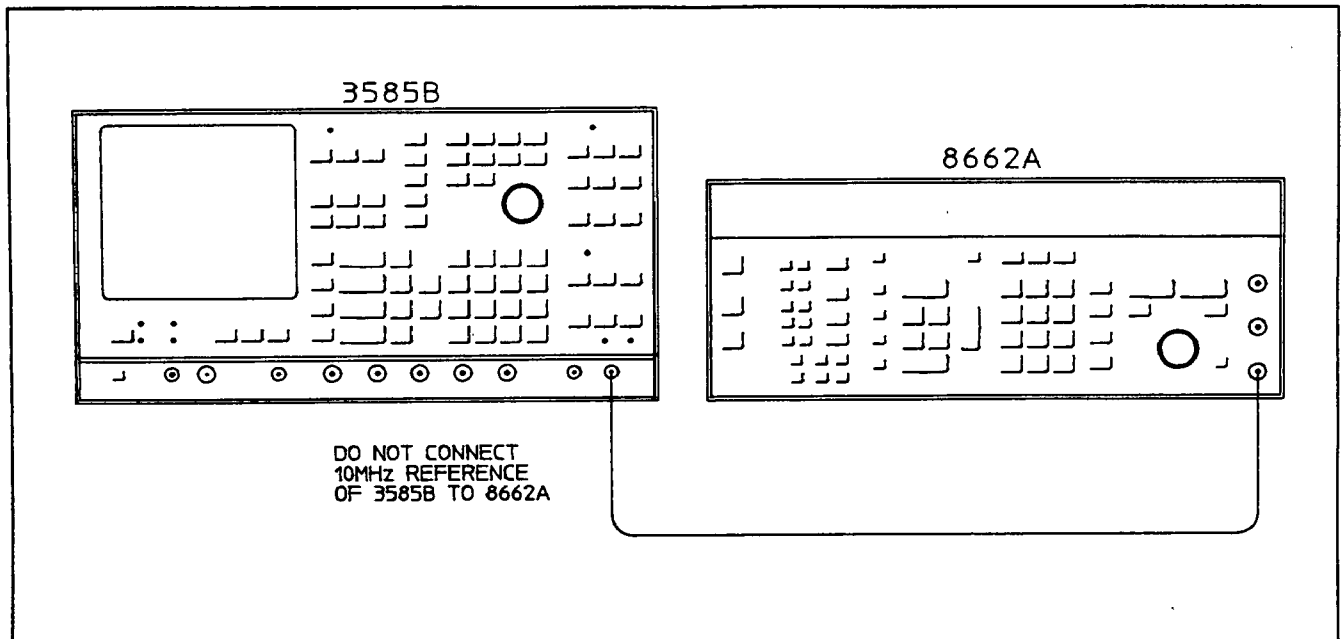 3585B
8662A
DO NOT CONNECT
10MHz REFERENCE
OF 3585B TO 8662A